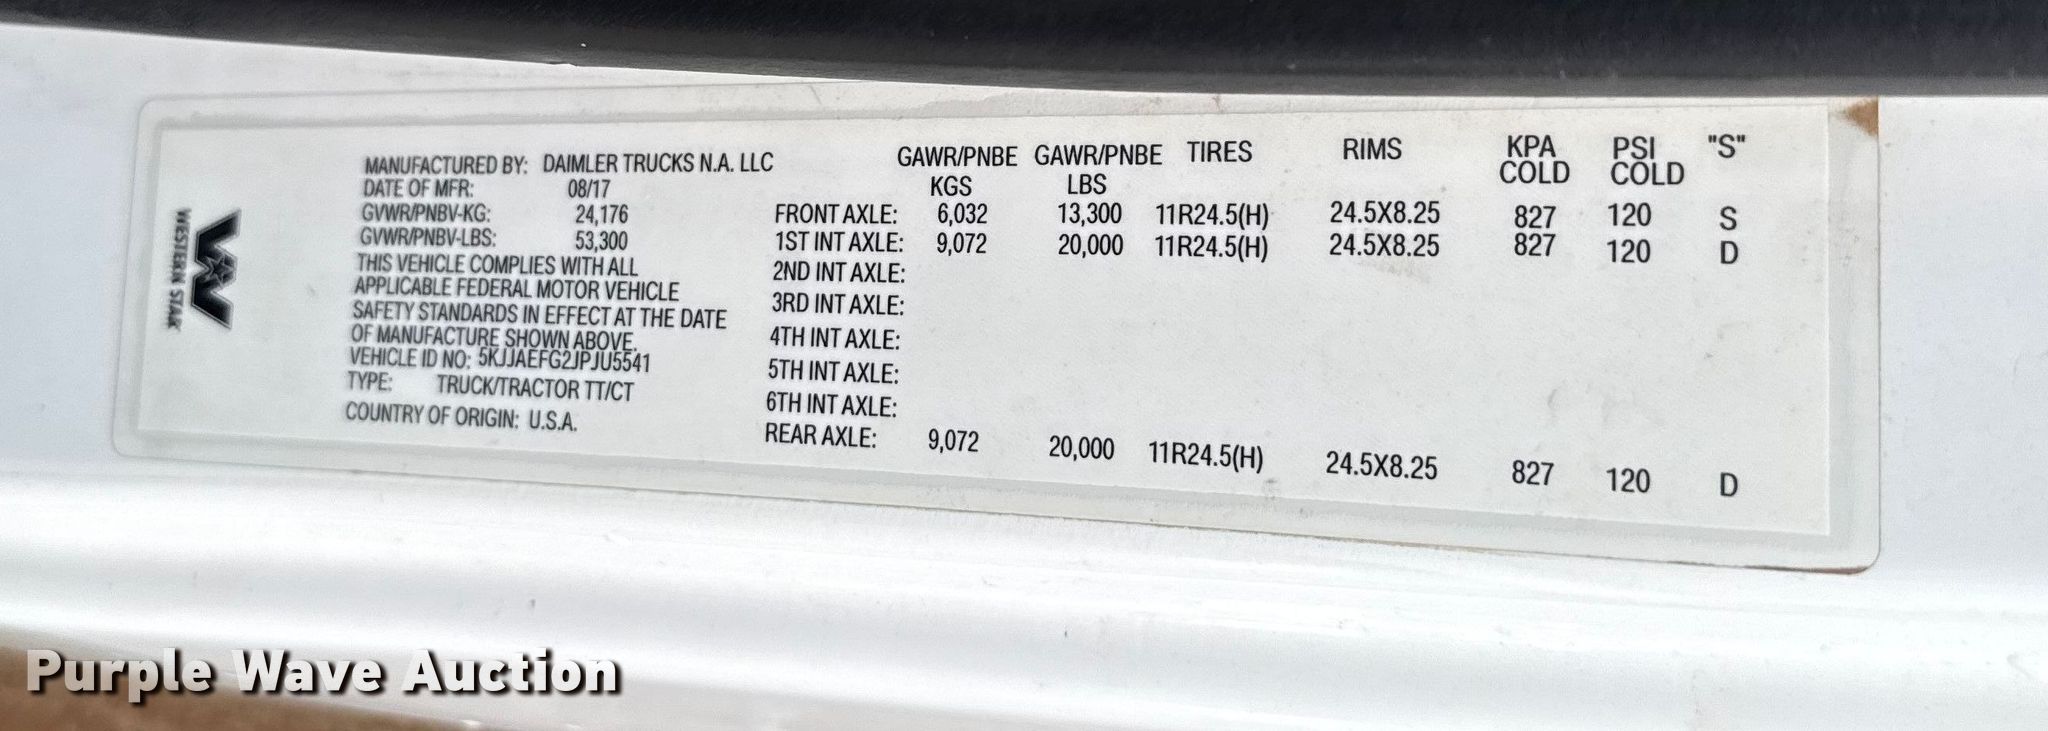 WESTERN STAR
MANUFACTURED BY: DAIMLER TRUCKS N.A. LLC
DATE OF MFR: 08/17
GVWR/PNBV-KG: 24,176
GVWR/PNBV-LBS: 53,300
THIS VEHICLE COMPLIES WITH ALL
APPLICABLE FEDERAL MOTOR VEHICLE
SAFETY STANDARDS IN EFFECT AT THE DATE
OF MANUFACTURE SHOWN ABOVE.
VEHICLE ID NO: 5KJJAEFG2JPJU5541
TYPE: TRUCK/TRACTOR TT/CT
COUNTRY OF ORIGIN: U.S.A.
GAWR/PNBE GAWR/PNBE TIRES RIMS KPA PSI "S"
KGS LBS COLD COLD
FRONT AXLE: 6,032 13,300 11R24.5(H) 24.5X8.25 827 120 S
1ST INT AXLE: 9,072 20,000 11R24.5(H) 24.5X8.25 827 120 D
2ND INT AXLE:
3RD INT AXLE:
4TH INT AXLE:
5TH INT AXLE:
6TH INT AXLE:
REAR AXLE: 9,072 20,000 11R24.5(H) 24.5X8.25 827 120 D
Purple Wave Auction